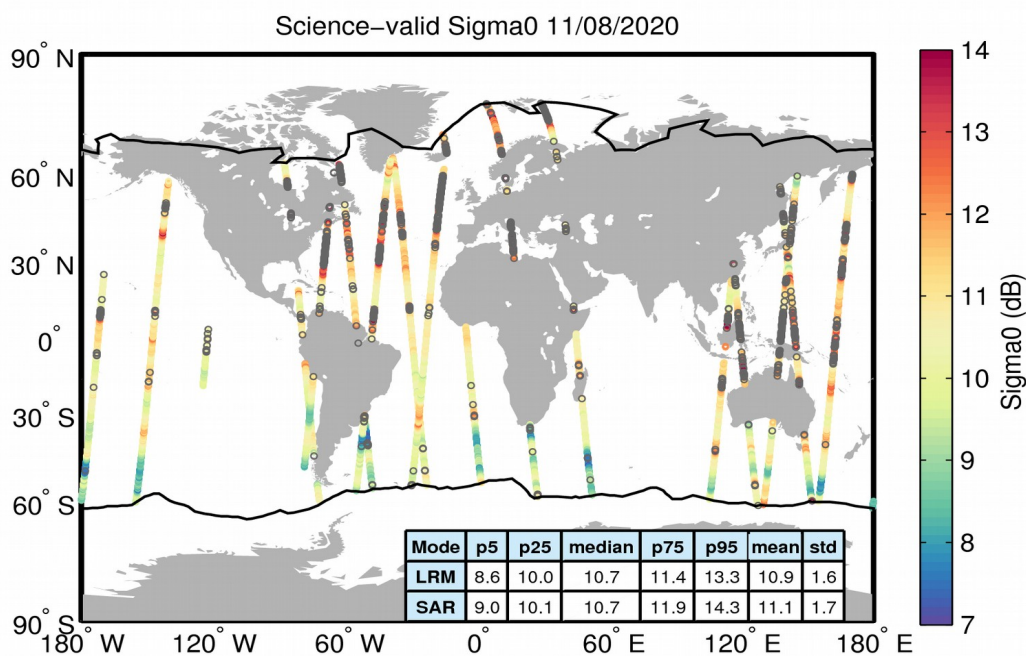 Science−valid Sigma0 11/08/2020
90° N
60° N
30° N
0°
30° S
60° S
90° S
180° W
120° W
60° W
0°
60° E
120° E
180° E
14
13
12
11
10
9
8
7
Sigma0 (dB)
Mode p5 p25 median p75 p95 mean std
LRM 8.6 10.0 10.7 11.4 13.3 10.9 1.6
SAR 9.0 10.1 10.7 11.9 14.3 11.1 1.7